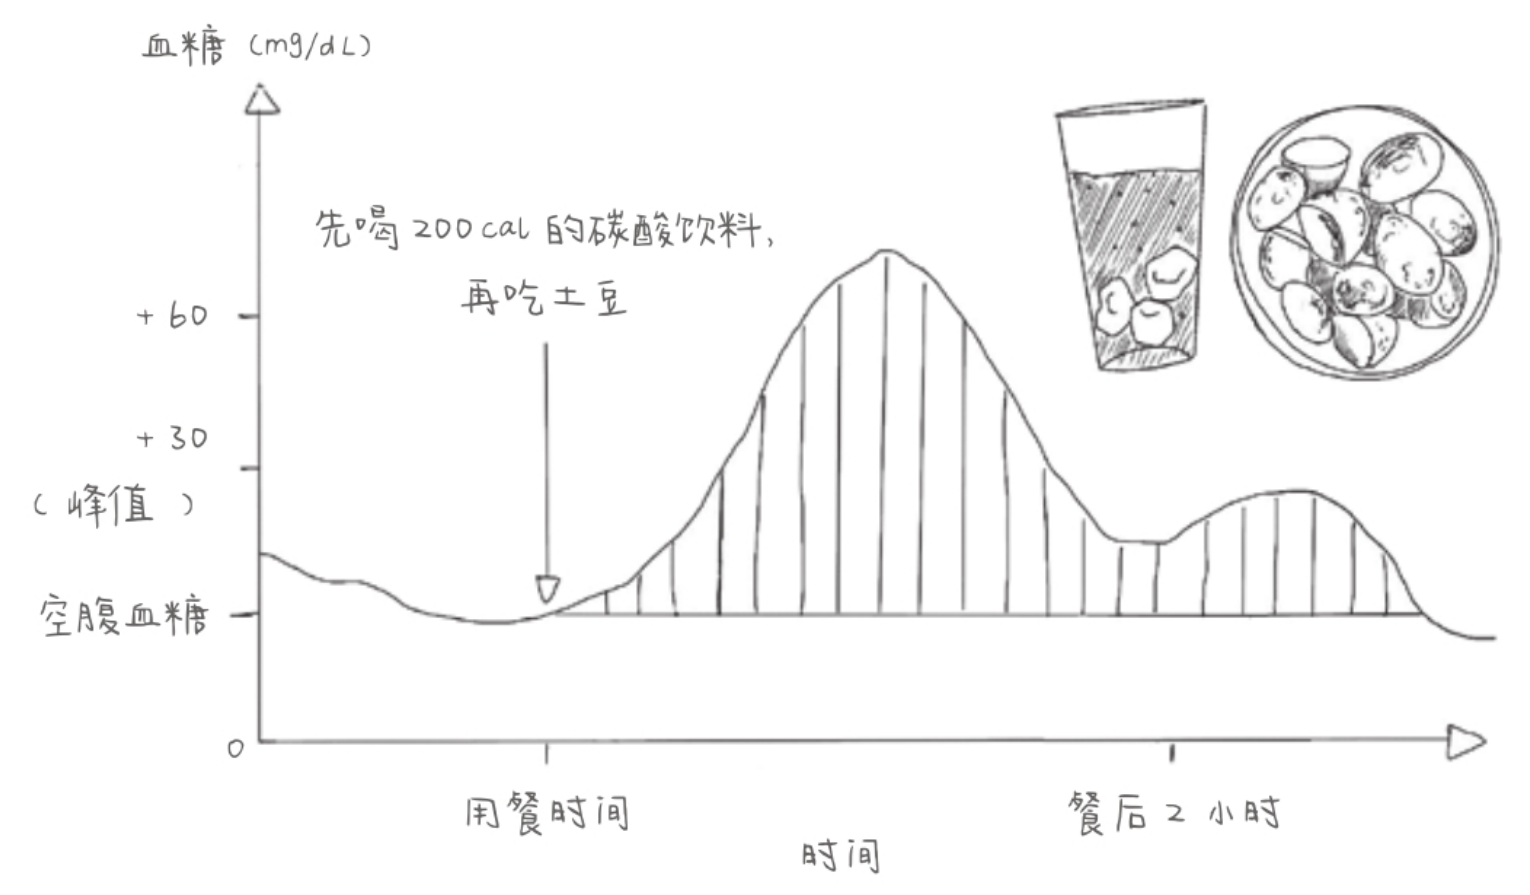 血糖 (mg/dL)
先喝 200 cal 的碳酸饮料,
再吃土豆
+ 60
+ 30
( 峰值 )
空腹血糖
0
用餐时间
餐后 2 小时
时间